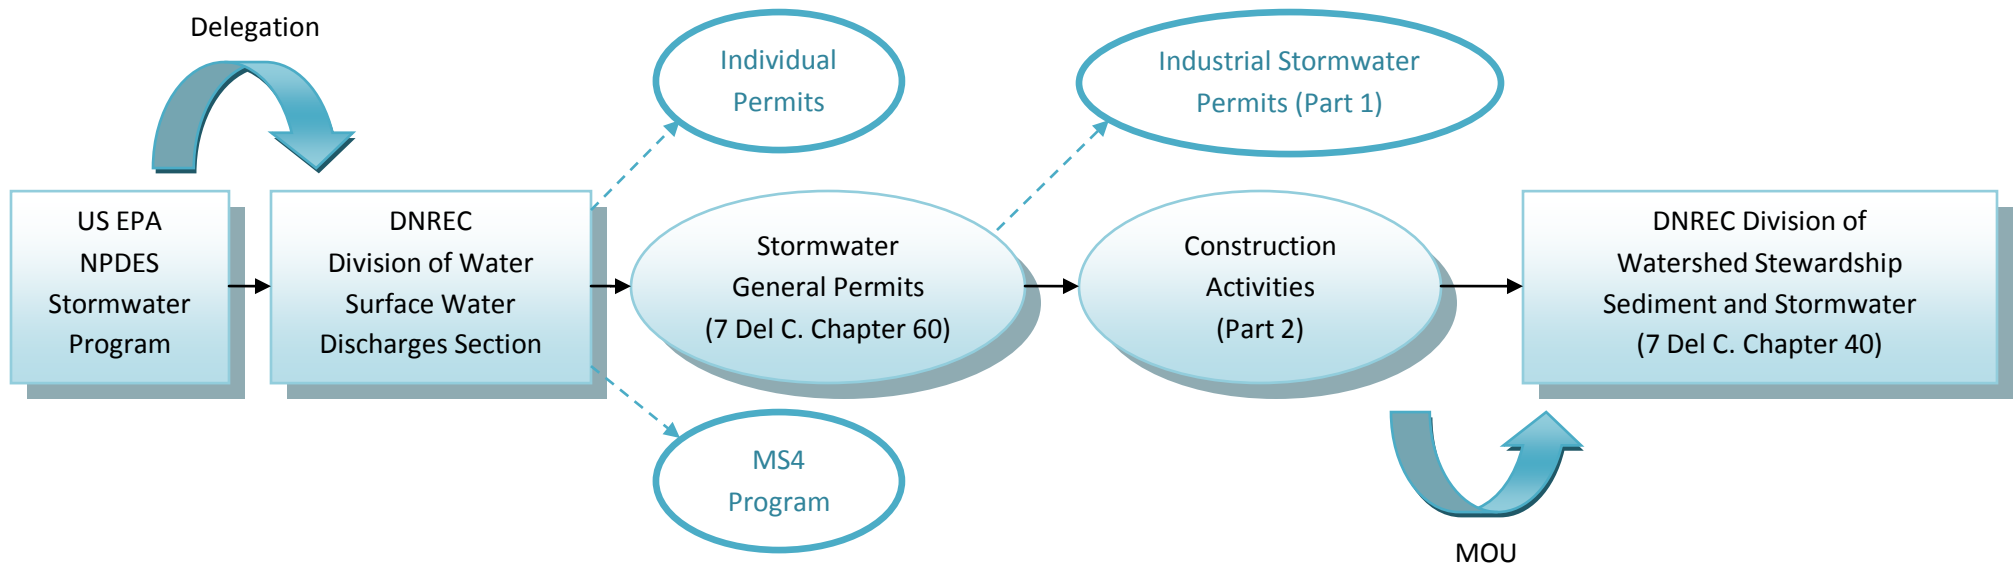 Delegation
US EPA
NPDES
Stormwater
Program
DNREC
Division of Water
Surface Water
Discharges Section
Individual
Permits
Stormwater
General Permits
(7 Del C. Chapter 60)
MS4
Program
Industrial Stormwater
Permits (Part 1)
Construction
Activities
(Part 2)
DNREC Division of
Watershed Stewardship
Sediment and Stormwater
(7 Del C. Chapter 40)
MOU